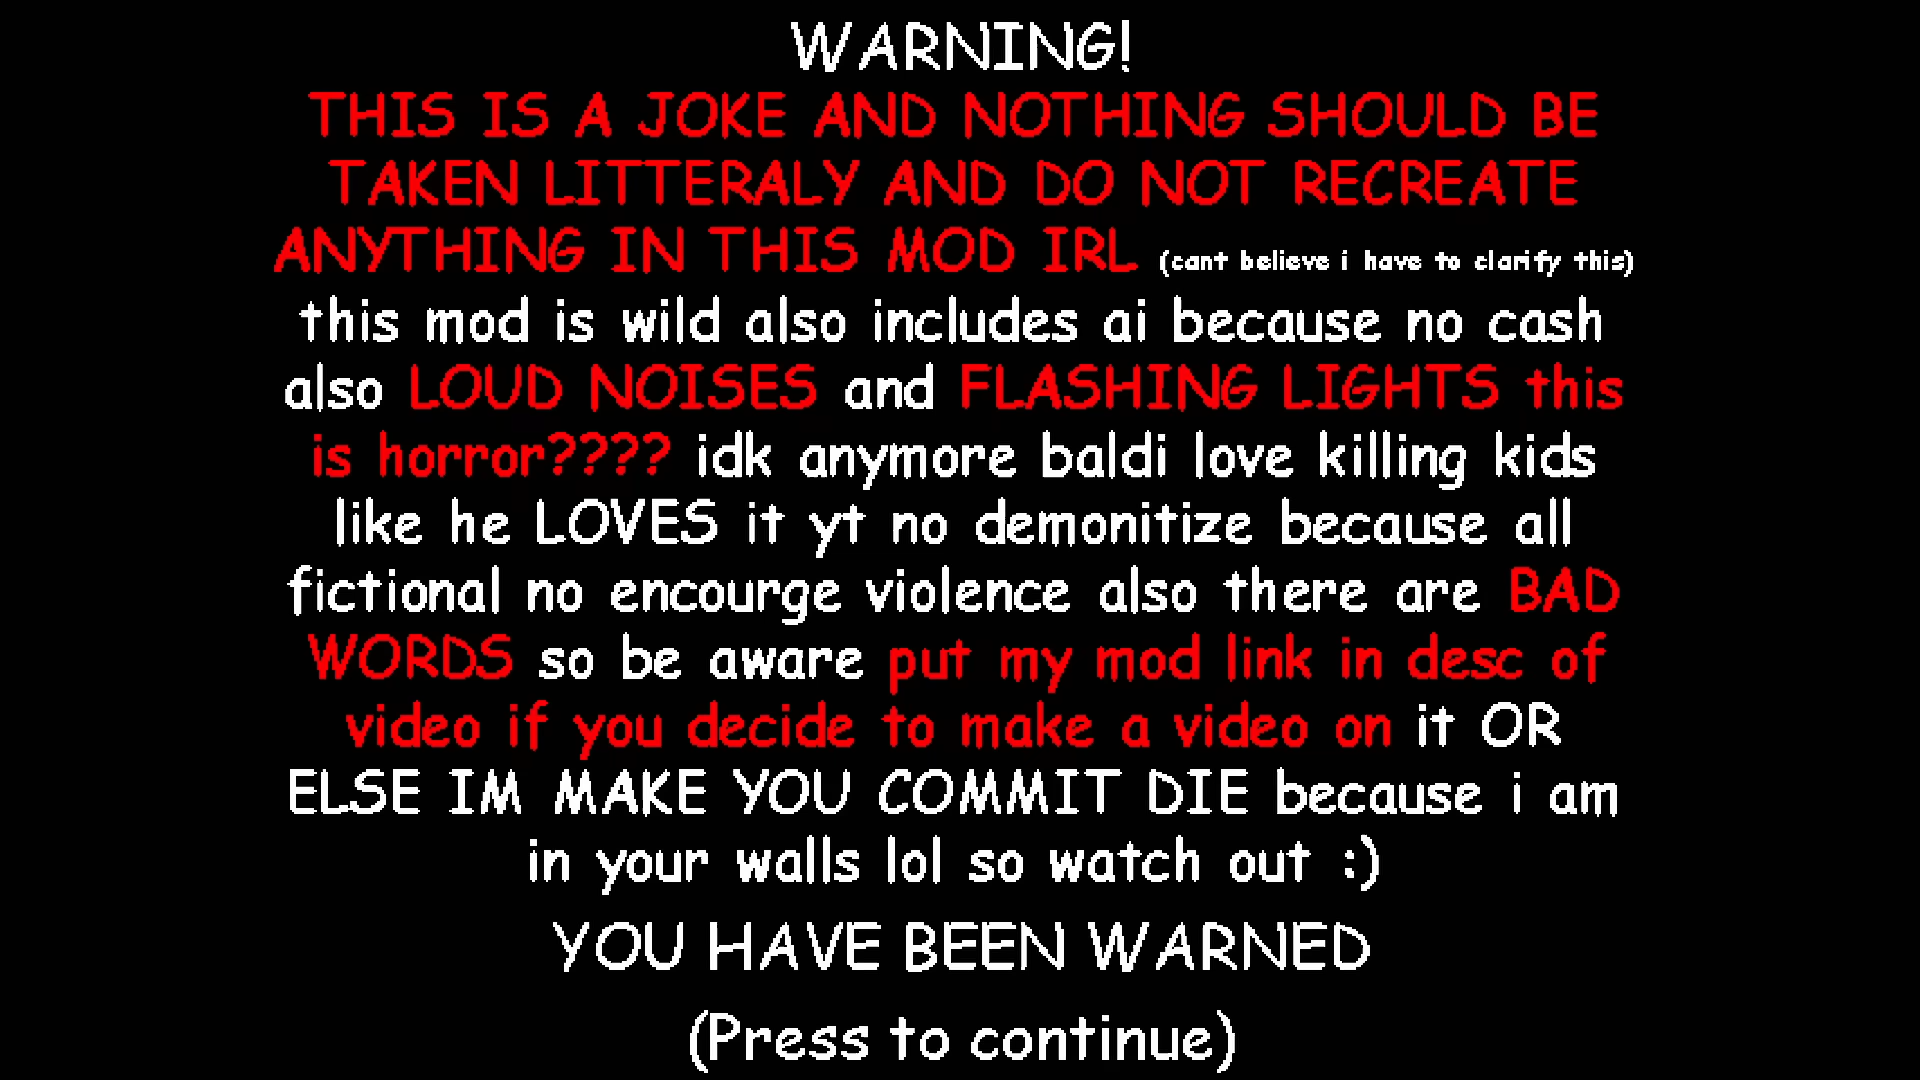 WARNING!
THIS IS A JOKE AND NOTHING SHOULD BE
TAKEN LITTERALY AND DO NOT RECREATE
ANYTHING IN THIS MOD IRL (cant believe i have to clarify this)
this mod is wild also includes ai because no cash
also LOUD NOISES and FLASHING LIGHTS this
is horror???? idk anymore baldi love killing kids
like he LOVES it yt no demonitize because all
fictional no encourge violence also there are BAD
WORDS so be aware put my mod link in desc of
video if you decide to make a video on it OR
ELSE IM MAKE YOU COMMIT DIE because i am
in your walls lol so watch out :)
YOU HAVE BEEN WARNED
(Press to continue)